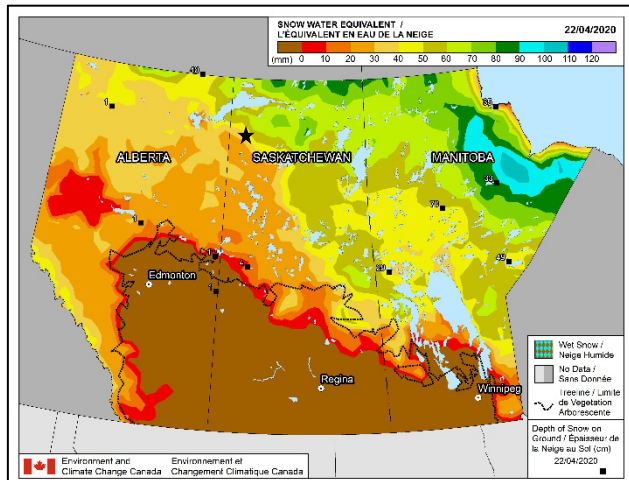 SNOW WATER EQUIVALENT /
L'ÉQUIVALENT EN EAU DE LA NEIGE
22/04/2020
(mm) 0 10 20 30 40 50 60 70 80 90 100 110 120
1
ALBERTA
SASKATCHEWAN
MANITOBA
1
Edmonton
Regina
Winnipeg
Wet Snow /
Neige Humide
No Data /
Sans Donnée
Treeline / Limite
de Vegetation
Arborescente
Depth of Snow on
Ground / Épaisseur de
la Neige au Sol (cm)
22/04/2020
Environment and
Climate Change Canada
Environnement et
Changement Climatique Canada